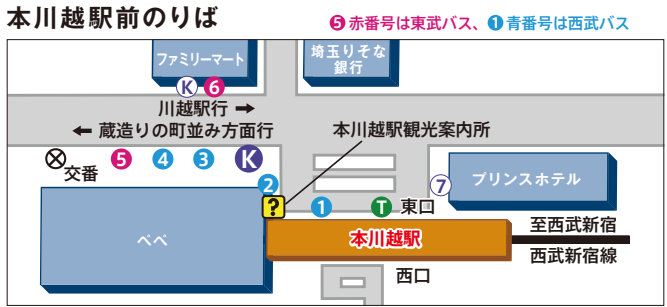 本川越駅前のりば
❺ 赤番号は東武バス、❶ 青番号は西武バス
ファミリーマート
埼玉りそな
銀行
K 6
川越駅行 →
← 蔵造りの町並み方面行
本川越駅観光案内所
交番
5 4 3 K
2
?
1
T 東口
7
プリンスホテル
ペペ
本川越駅
至西武新宿
西武新宿線
西口